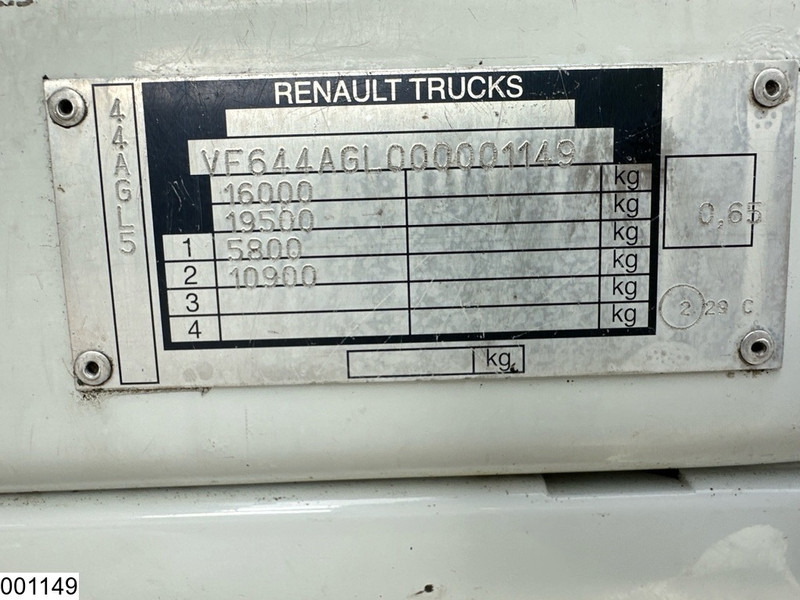 RENAULT TRUCKS
44AGL5
VF644AGL000001149
16000 kg
19500 kg
1 5800 kg
2 10900 kg
3 kg
4 kg
kg
0,65
2 29 C
001149